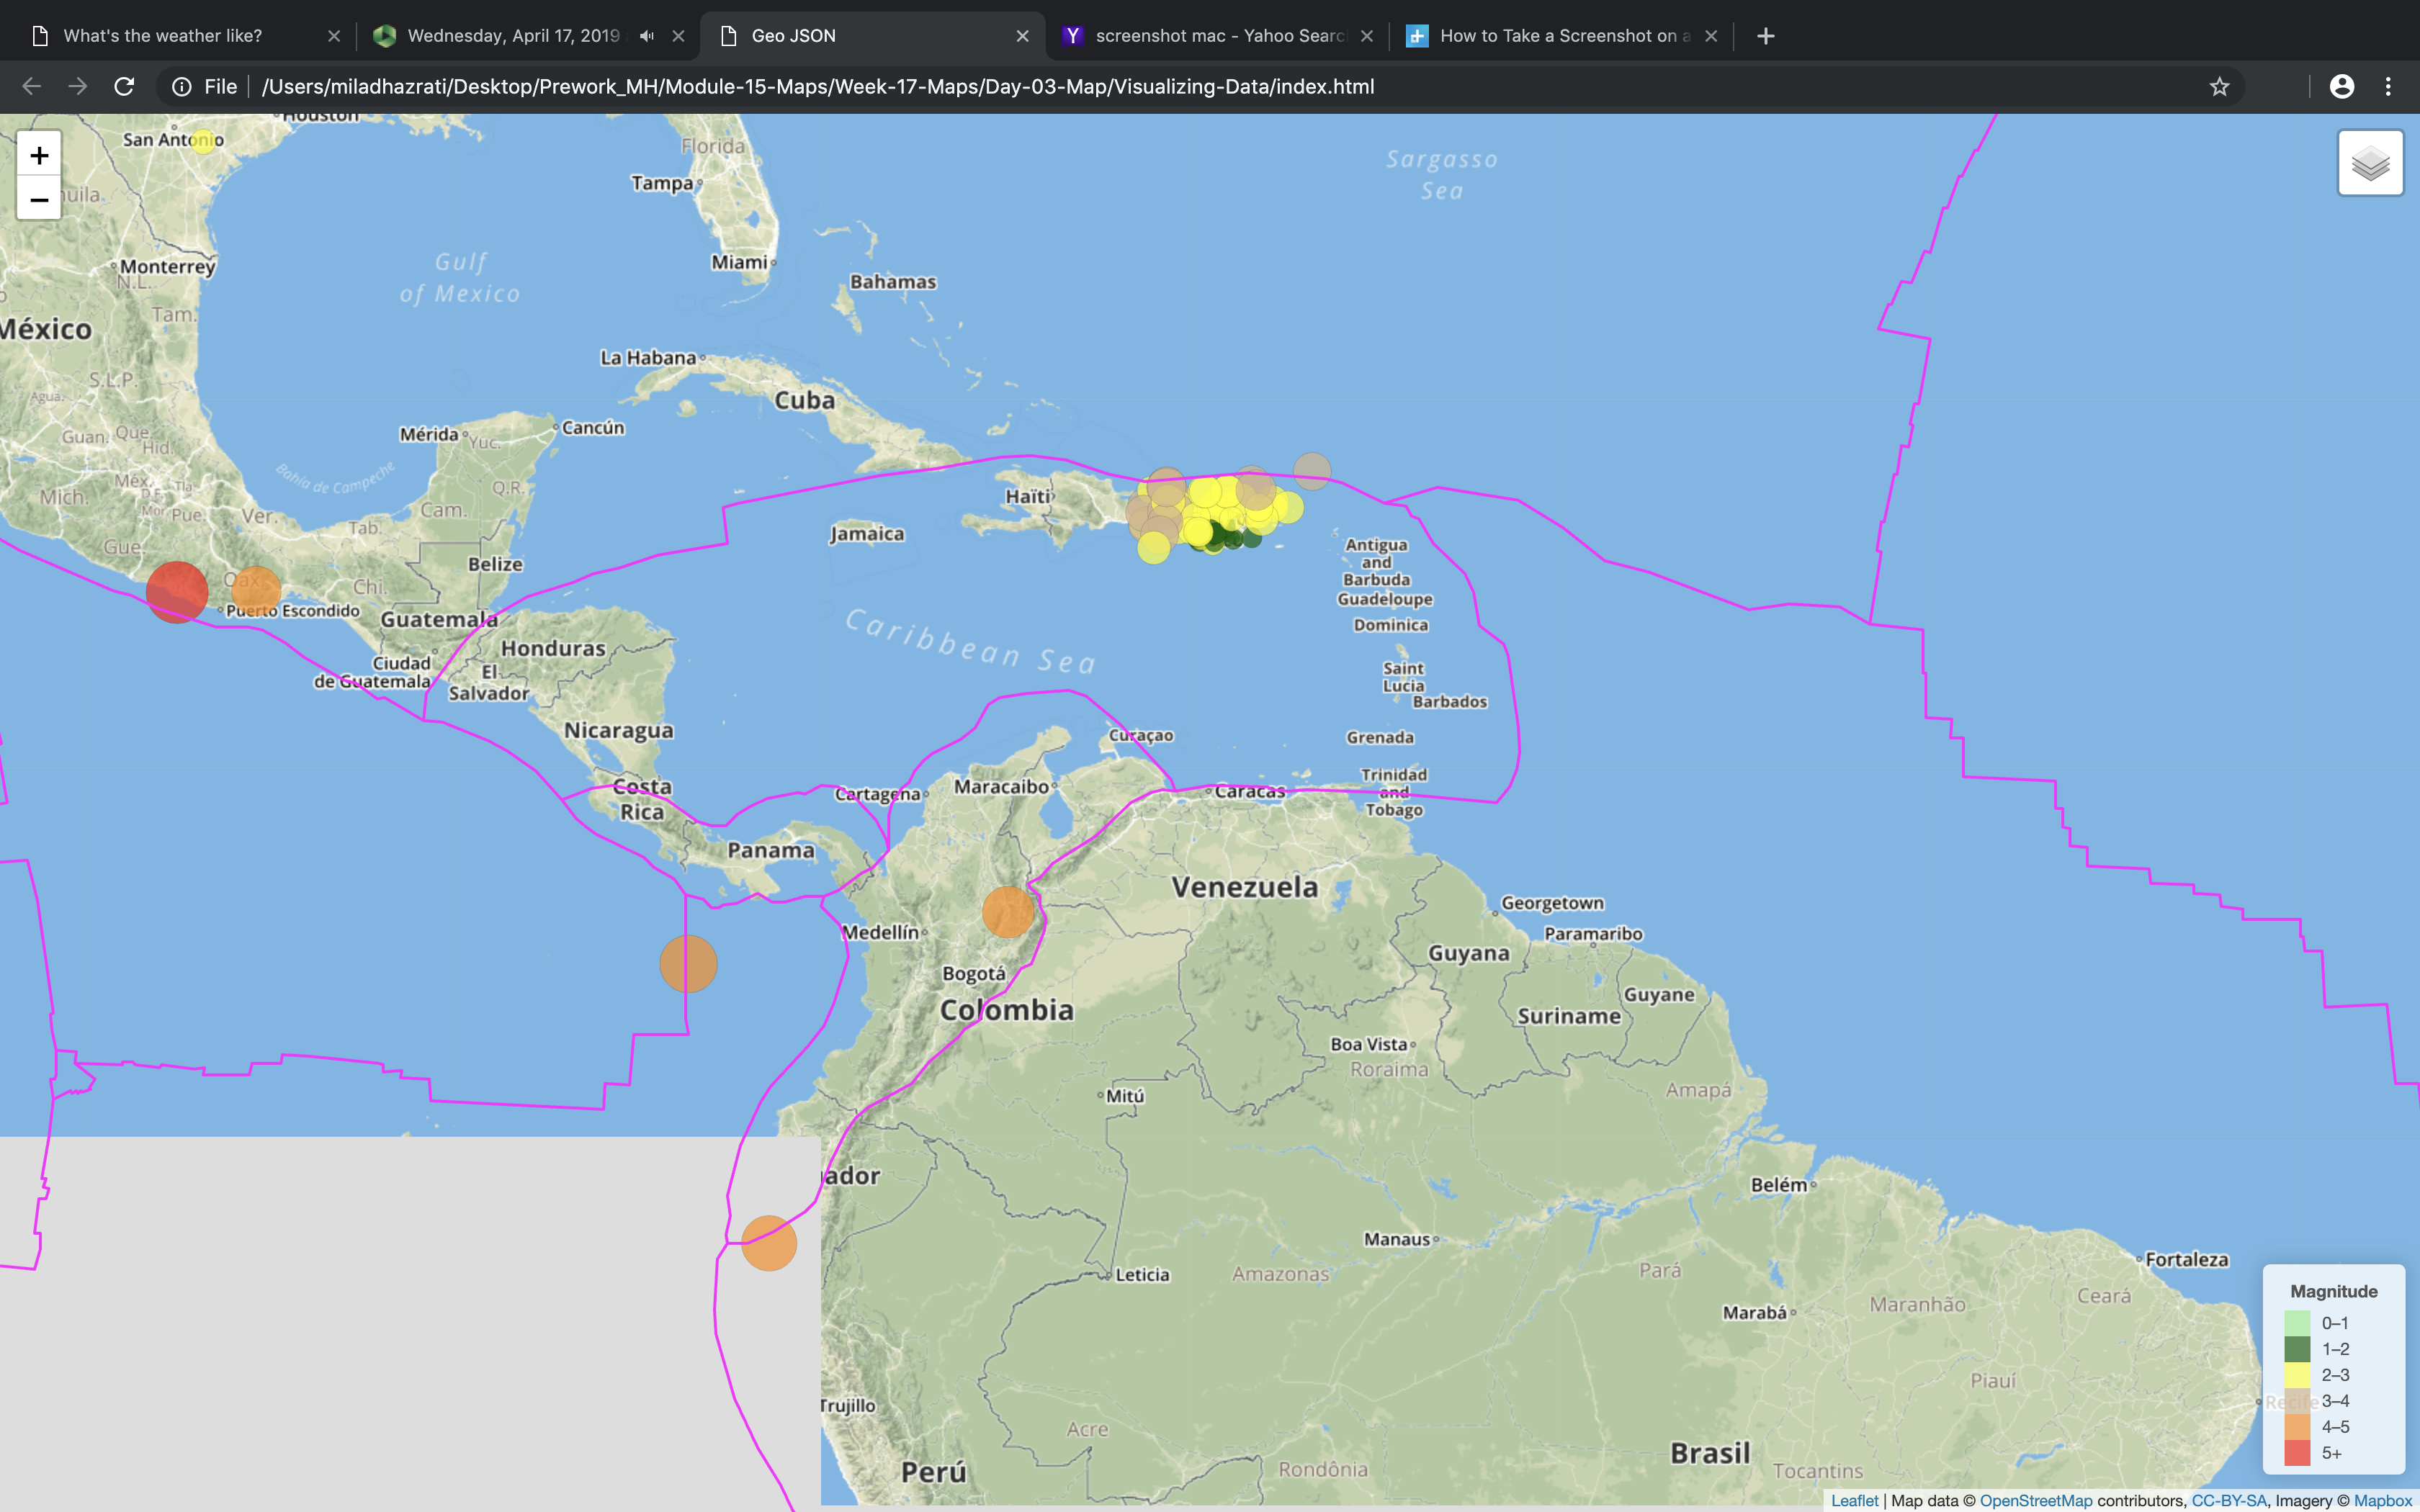 What's the weather like?
Wednesday, April 17, 2019
Geo JSON
screenshot mac - Yahoo Searc
How to Take a Screenshot on a
File
/Users/miladhazrati/Desktop/Prework_MH/Module-15-Maps/Week-17-Maps/Day-03-Map/Visualizing-Data/index.html
+
−
Houston
San Antonio
Florida
Tampa
Sargasso
Sea
huila.
Monterrey
N.L.
Gulf
of Mexico
Miami
Bahamas
Tam.
México
La Habana
S.L.P.
Agua.
Cuba
Guan. Que.
Hid.
Mérida
Yuc.
Cancún
Bahía de Campeche
Méx.
Tla.
D.F.
Mich.
Mor.
Pue.
Ver.
Q.R.
Cam.
Tab.
Haïti
Jamaica
Gue.
Belize
Antigua
and
Barbuda
Oax.
Chi.
Guadeloupe
Puerto Escondido
Guatemala
Caribbean Sea
Dominica
Honduras
Ciudad
de Guatemala
El
Salvador
Saint
Lucia
Barbados
Nicaragua
Curaçao
Grenada
Costa
Rica
Cartagena
Maracaibo
Caracas
Trinidad
and
Tobago
Panama
Venezuela
Georgetown
Medellín
Paramaribo
Guyana
Bogotá
Guyane
Colombia
Suriname
Boa Vista
Roraima
Mitú
Amapá
ador
Belém
Manaus
Fortaleza
Leticia
Amazonas
Pará
Maranhão
Ceará
Marabá
Piauí
Recife
Trujillo
Acre
Perú
Rondônia
Brasil
Tocantins
Magnitude
0–1
1–2
2–3
3–4
4–5
5+
Leaflet | Map data © OpenStreetMap contributors, CC-BY-SA, Imagery © Mapbox